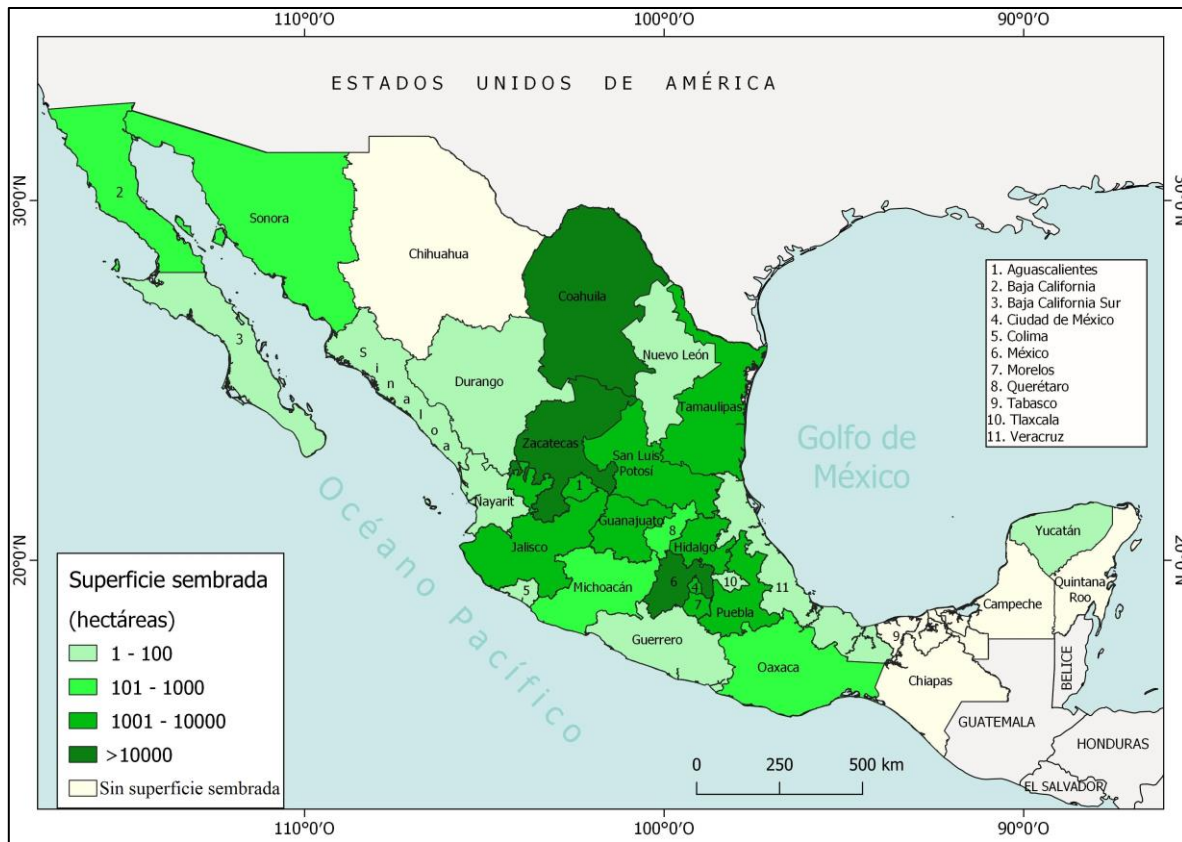 110°0'O
100°0'O
90°0'O
ESTADOS UNIDOS DE AMÉRICA
30°0'N
30°0'N
2
Sonora
Chihuahua
Coahuila
3
Sinaloa
Durango
Nuevo León
Tamaulipas
Zacatecas
San Luis
Potosí
Nayarit
1
Guanajuato
8
Jalisco
Hidalgo
5
Michoacán
6
4
7
10
11
Puebla
Guerrero
Oaxaca
9
Chiapas
Campeche
Yucatán
Quintana
Roo
BELICE
GUATEMALA
HONDURAS
EL SALVADOR
Golfo de
México
Océano Pacífico
1. Aguascalientes
2. Baja California
3. Baja California Sur
4. Ciudad de México
5. Colima
6. México
7. Morelos
8. Querétaro
9. Tabasco
10. Tlaxcala
11. Veracruz
20°0'N
20°0'N
Superficie sembrada
(hectáreas)
1 - 100
101 - 1000
1001 - 10000
>10000
Sin superficie sembrada
0 250 500 km
110°0'O
100°0'O
90°0'O